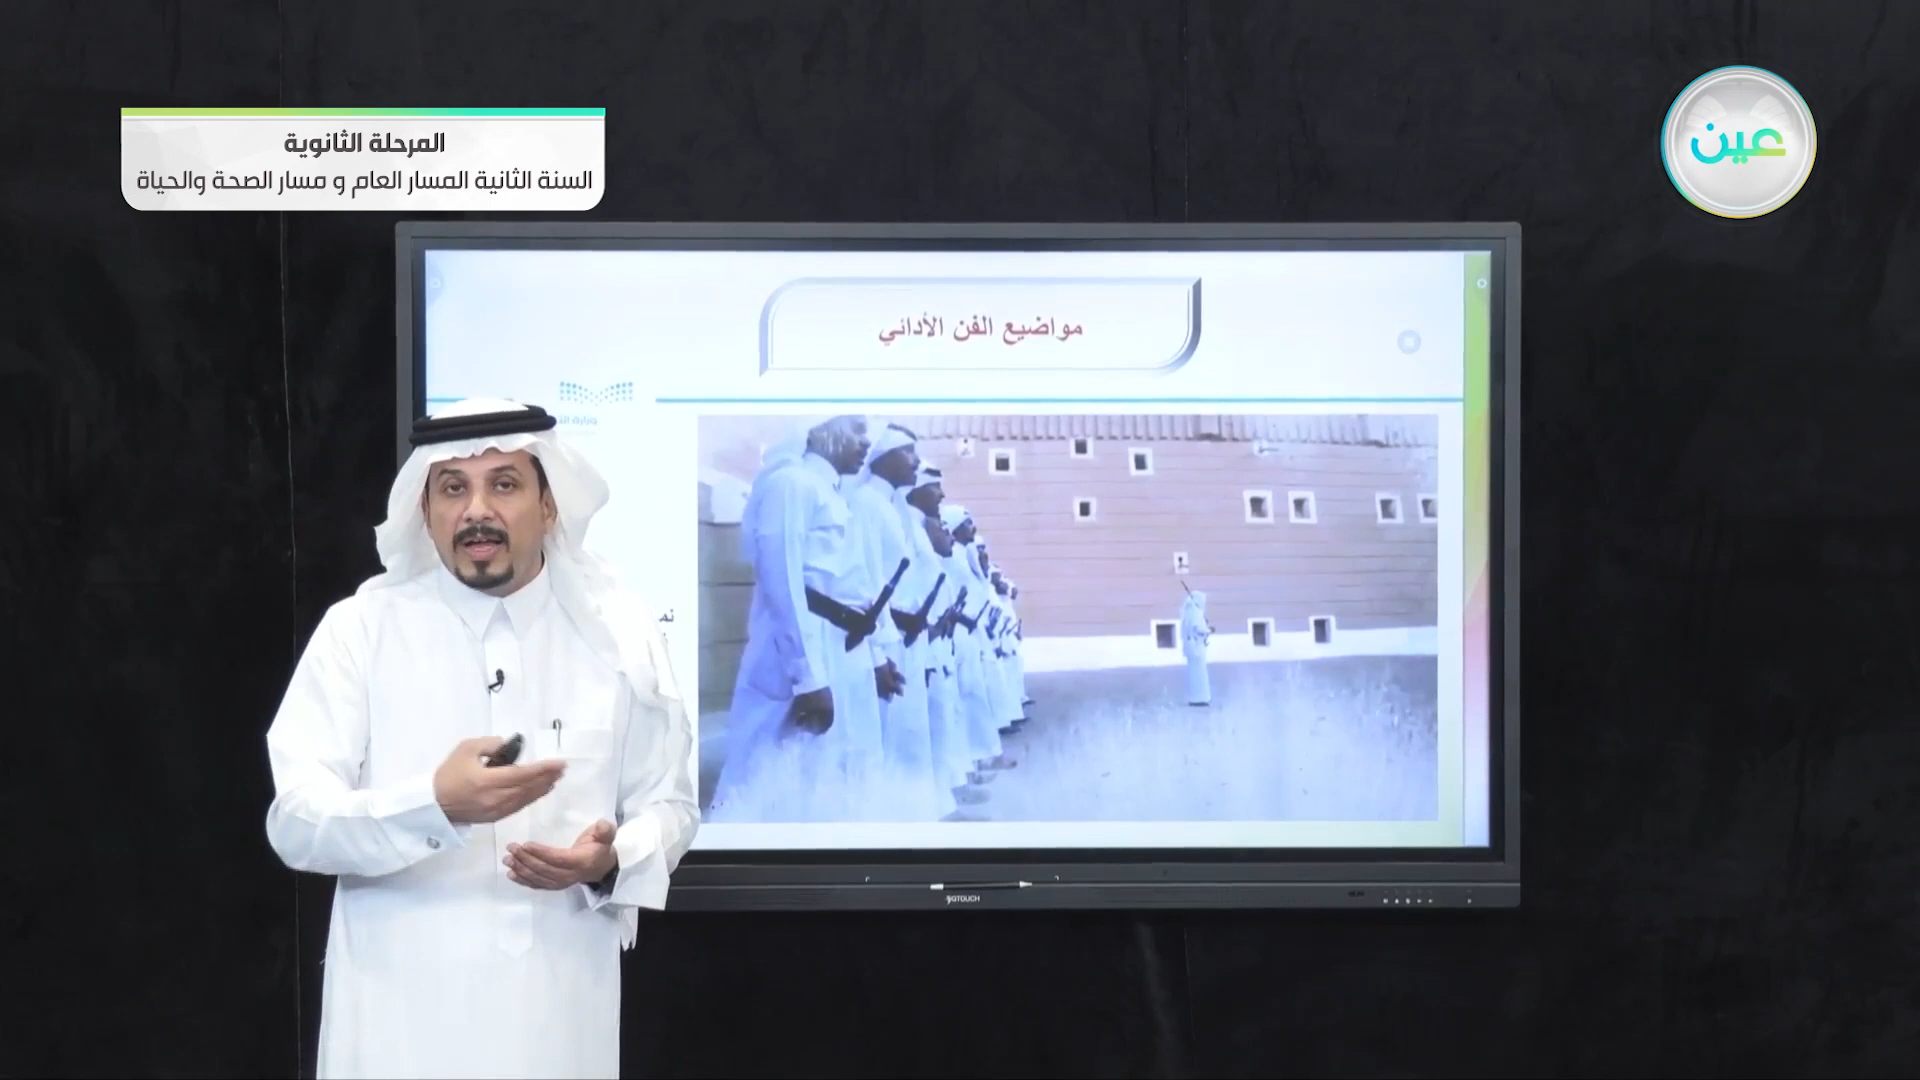 المرحلة الثانوية
السنة الثانية المسار العام و مسار الصحة والحياة
عين
مواضيع الفن الأدائي